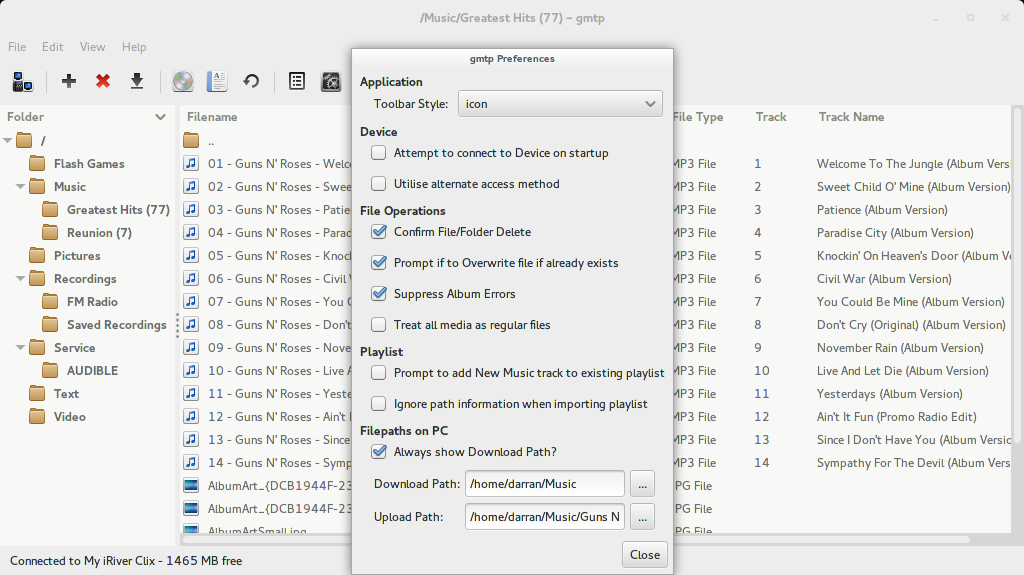 /Music/Greatest Hits (77) – gmtp
File Edit View Help
gmtp Preferences
Application
Toolbar Style: icon
Device
Attempt to connect to Device on startup
Utilise alternate access method
File Operations
Confirm File/Folder Delete
Prompt if to Overwrite file if already exists
Suppress Album Errors
Treat all media as regular files
Playlist
Prompt to add New Music track to existing playlist
Ignore path information when importing playlist
Filepaths on PC
Always show Download Path?
Download Path: /home/darran/Music ...
Upload Path: /home/darran/Music/Guns N ...
Close
Folder
/
Flash Games
Music
Greatest Hits (77)
Reunion (7)
Pictures
Recordings
FM Radio
Saved Recordings
Service
AUDIBLE
Text
Video
Filename File Type Track Track Name
..
01 - Guns N' Roses - Welco MP3 File 1 Welcome To The Jungle (Album Versi
02 - Guns N' Roses - Swee MP3 File 2 Sweet Child O' Mine (Album Version)
03 - Guns N' Roses - Patie MP3 File 3 Patience (Album Version)
04 - Guns N' Roses - Parad MP3 File 4 Paradise City (Album Version)
05 - Guns N' Roses - Knock MP3 File 5 Knockin' On Heaven's Door (Album V
06 - Guns N' Roses - Civil MP3 File 6 Civil War (Album Version)
07 - Guns N' Roses - You C MP3 File 7 You Could Be Mine (Album Version)
08 - Guns N' Roses - Don't MP3 File 8 Don't Cry (Original) (Album Version)
09 - Guns N' Roses - Nove MP3 File 9 November Rain (Album Version)
10 - Guns N' Roses - Live A MP3 File 10 Live And Let Die (Album Version)
11 - Guns N' Roses - Yeste MP3 File 11 Yesterdays (Album Version)
12 - Guns N' Roses - Ain't I MP3 File 12 Ain't It Fun (Promo Radio Edit)
13 - Guns N' Roses - Since MP3 File 13 Since I Don't Have You (Album Versio
14 - Guns N' Roses - Symp MP3 File 14 Sympathy For The Devil (Album Vers
AlbumArt_{DCB1944F-23 PG File
AlbumArt_{DCB1944F-23 PG File
AlbumArtSmall.jpg PG File
Connected to My iRiver Clix - 1465 MB free